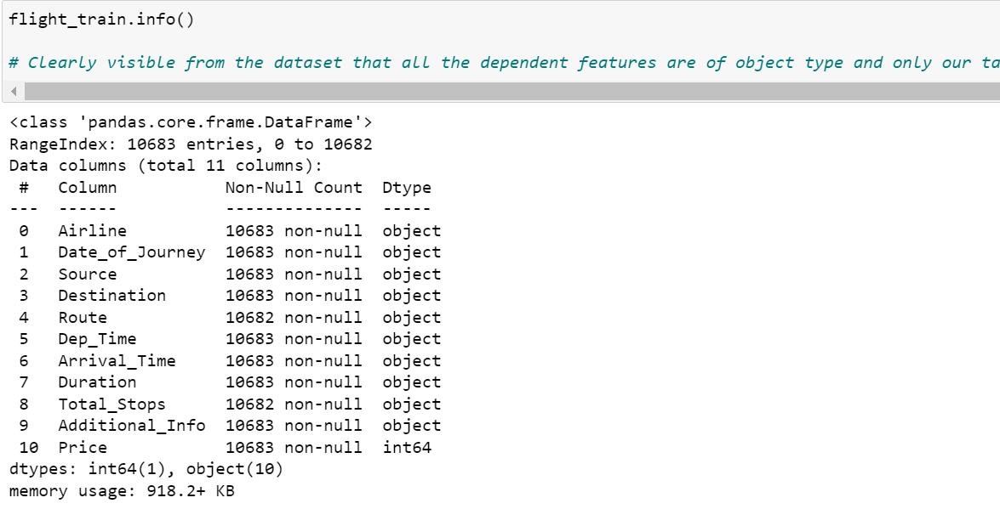 flight_train.info()
# Clearly visible from the dataset that all the dependent features are of object type and only our
<class 'pandas.core.frame.DataFrame'>
RangeIndex: 10683 entries, 0 to 10682
Data columns (total 11 columns):
 #   Column           Non-Null Count  Dtype
---  ------           --------------  -----
 0   Airline          10683 non-null  object
 1   Date_of_Journey  10683 non-null  object
 2   Source           10683 non-null  object
 3   Destination      10683 non-null  object
 4   Route            10682 non-null  object
 5   Dep_Time         10683 non-null  object
 6   Arrival_Time     10683 non-null  object
 7   Duration         10683 non-null  object
 8   Total_Stops      10682 non-null  object
 9   Additional_Info  10683 non-null  object
 10  Price            10683 non-null  int64
dtypes: int64(1), object(10)
memory usage: 918.2+ KB